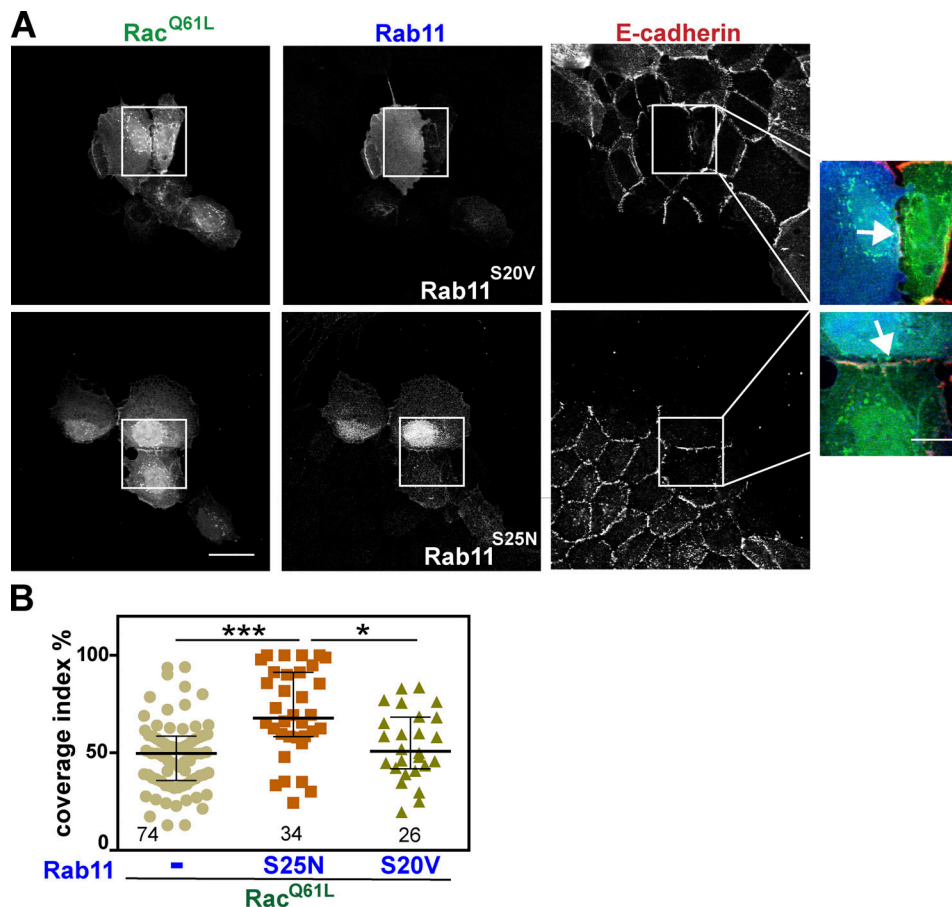 A
Rac^Q61L Rab11 E-cadherin
Rab11^S20V
Rab11^S25N
B
*** *
coverage index %
100
50
0
74 34 26
Rab11 - S25N S20V
Rac^Q61L